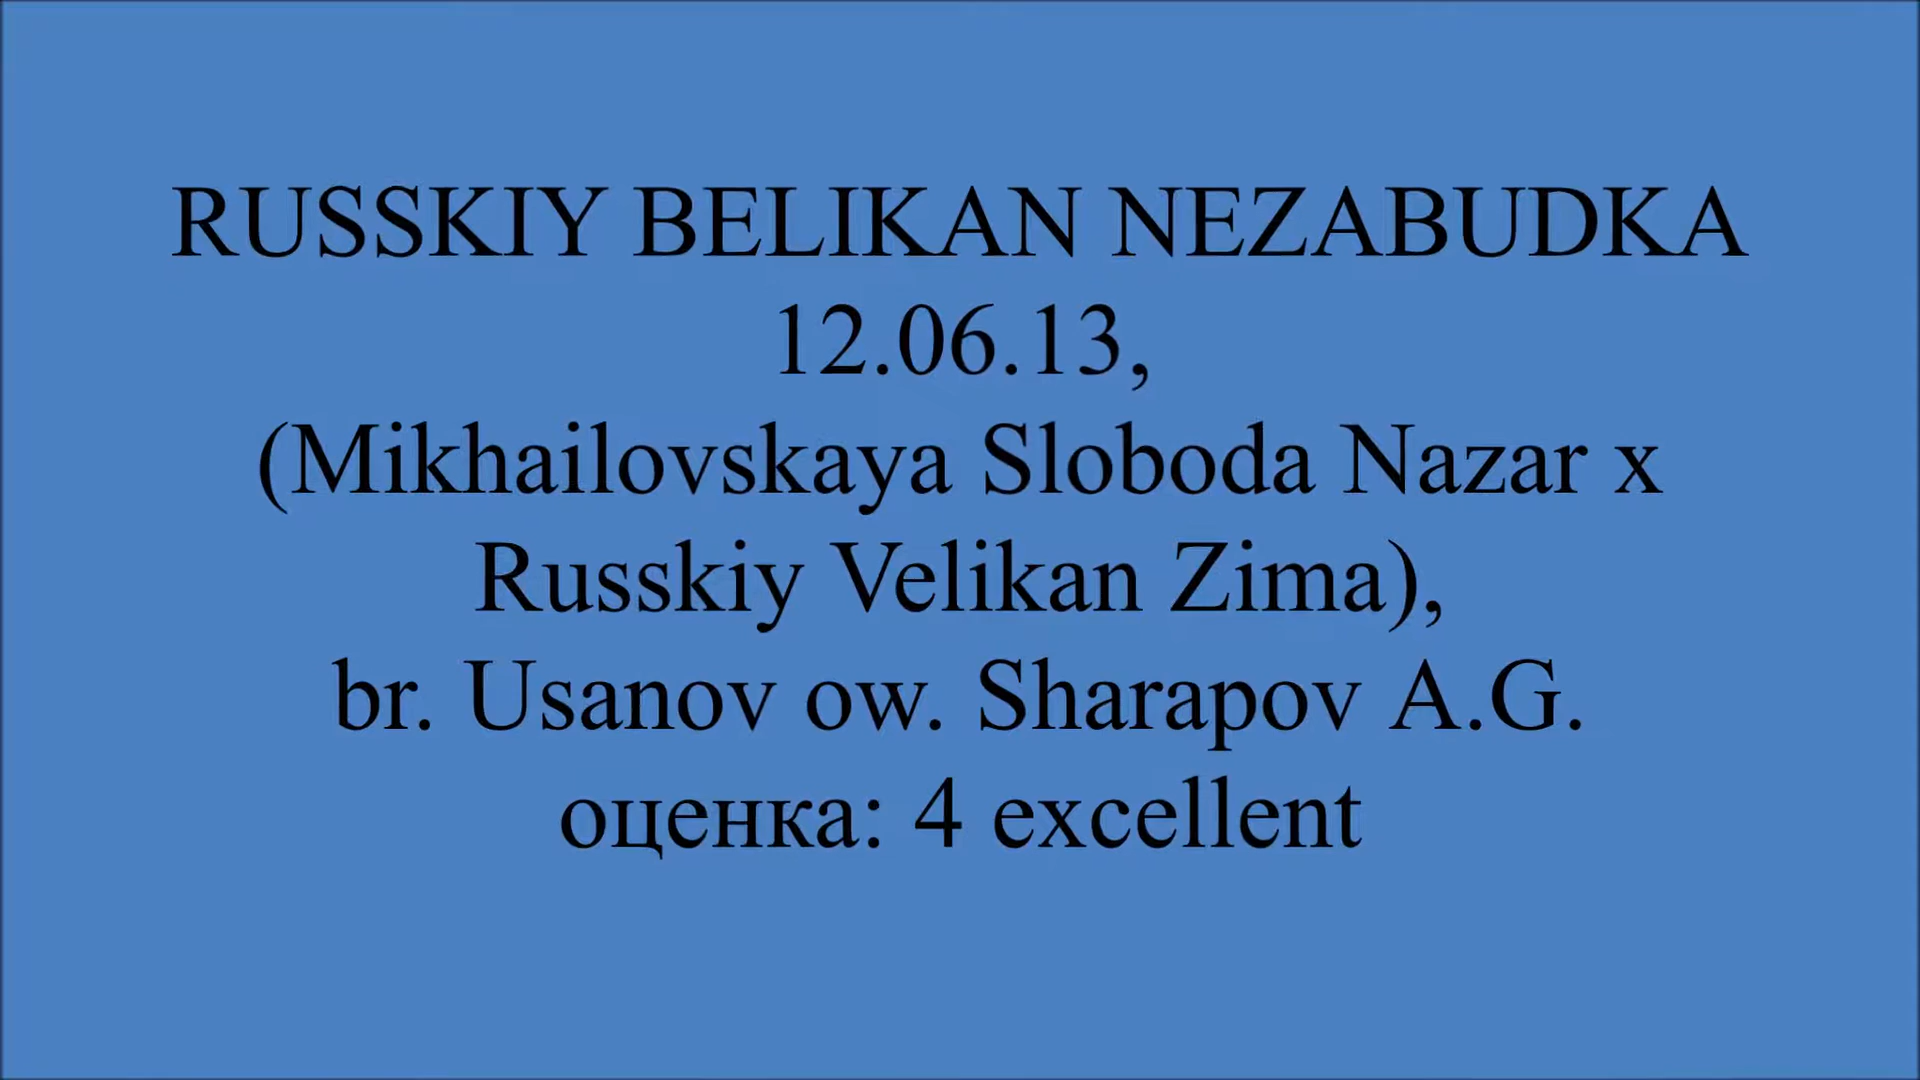 RUSSKIY BELIKAN NEZABUDKA
12.06.13,
(Mikhailovskaya Sloboda Nazar x
Russkiy Velikan Zima),
br. Usanov ow. Sharapov A.G.
оценка: 4 excellent